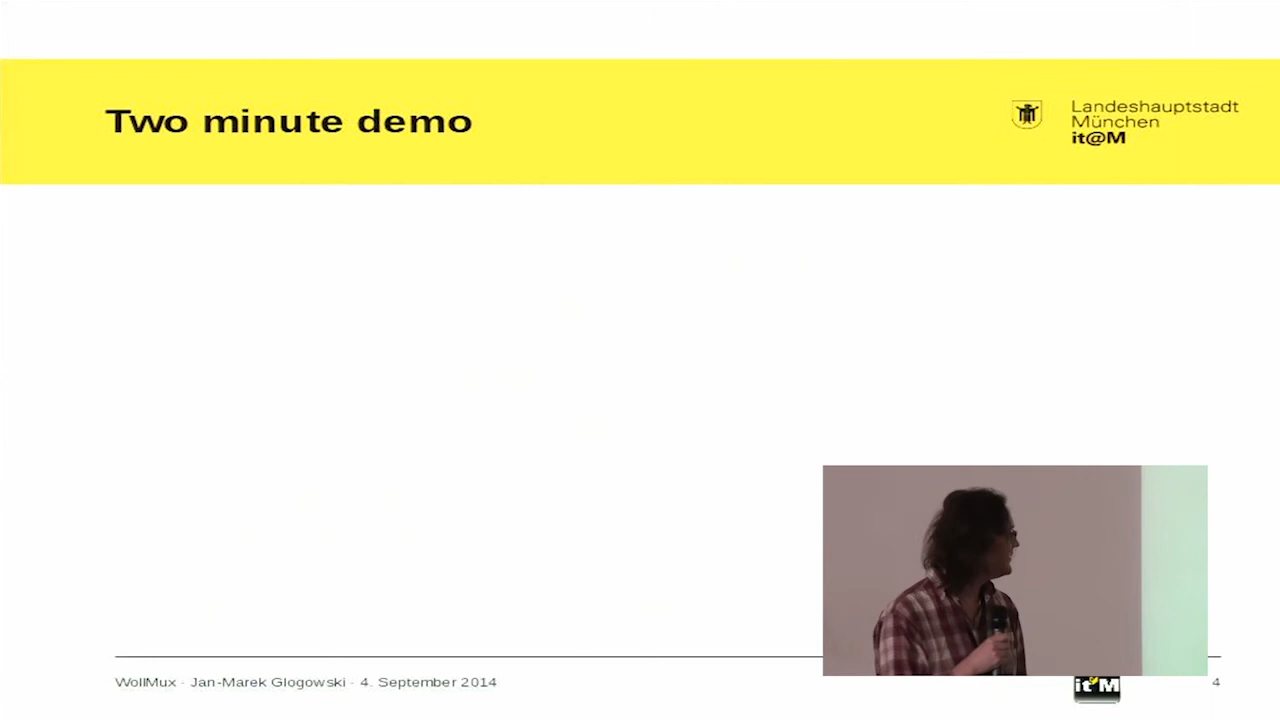 Two minute demo
Landeshauptstadt
München
it@M
WollMux · Jan-Marek Glogowski · 4. September 2014
it@M
4